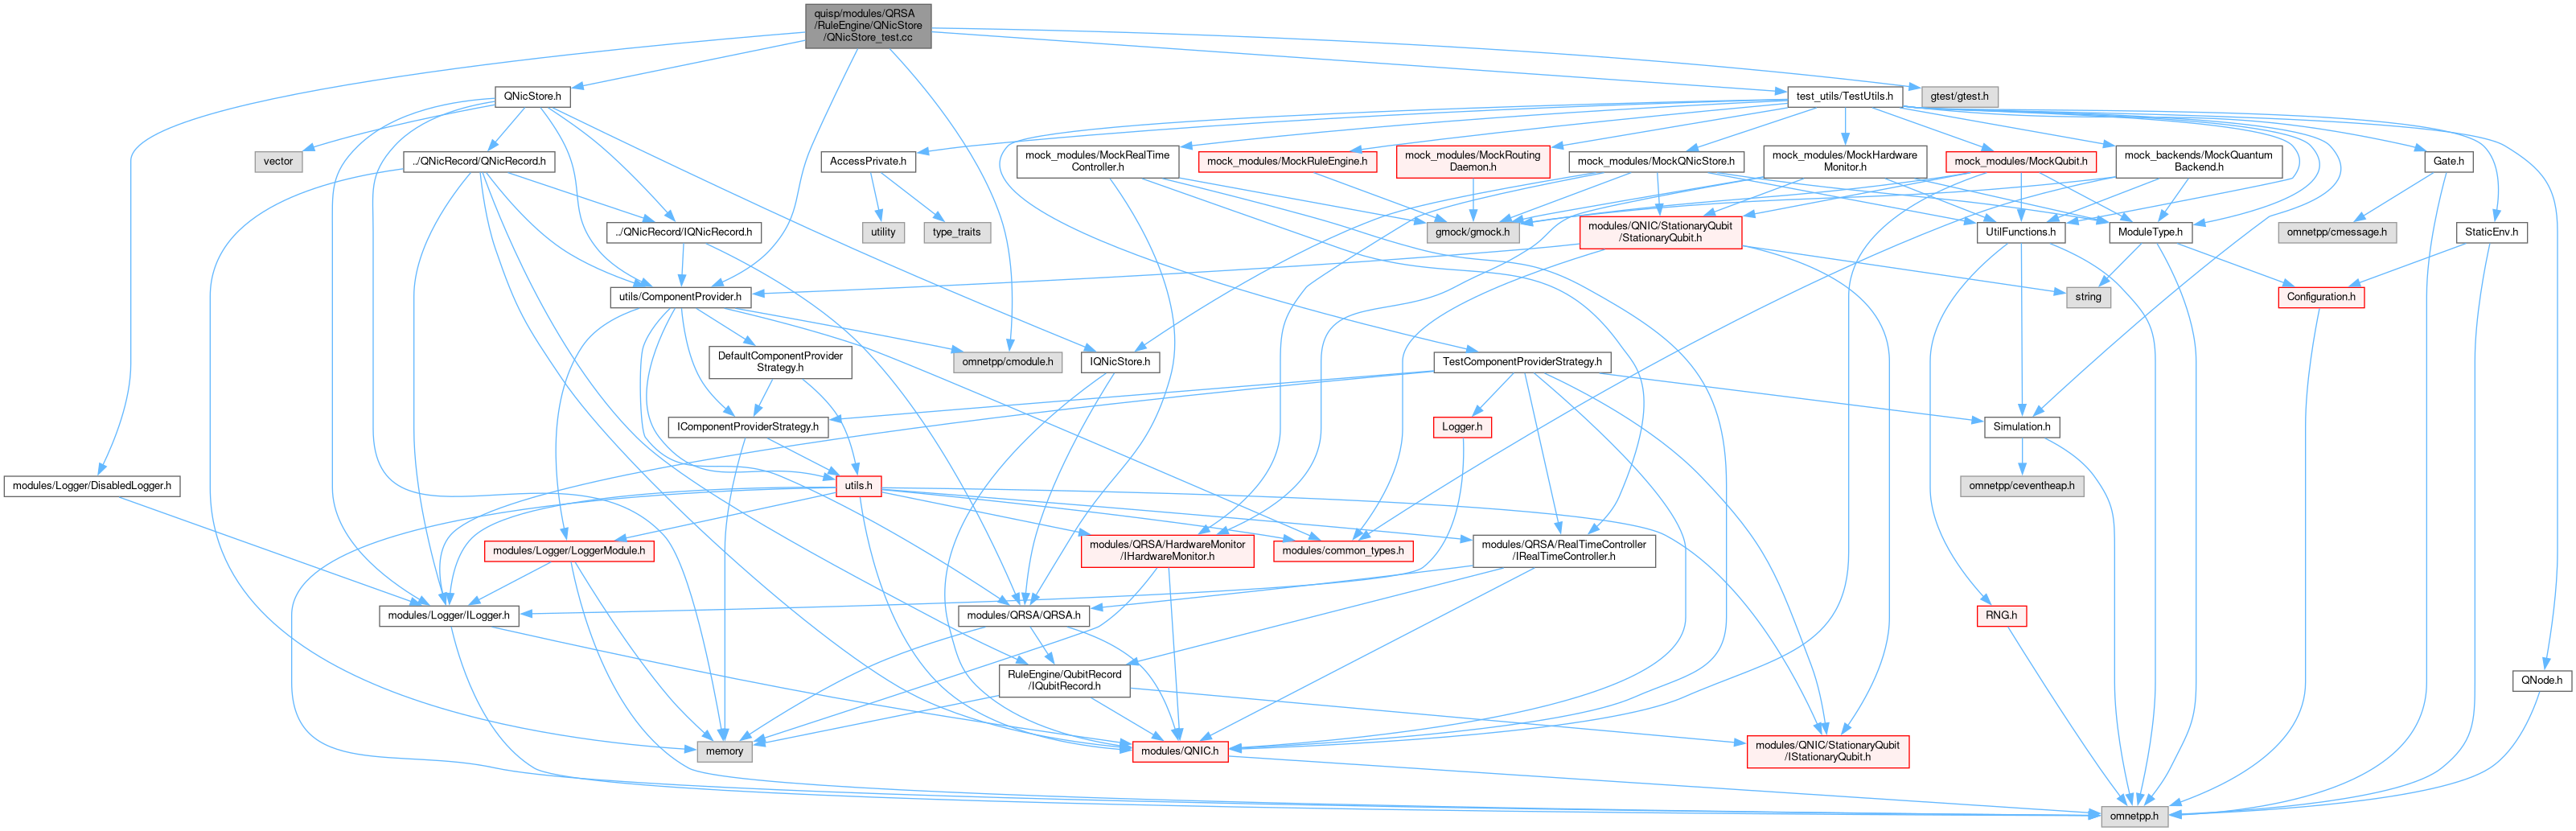 quisp/modules/QRSA
/RuleEngine/QNicStore
/QNicStore_test.cc
QNicStore.h
test_utils/TestUtils.h
gtest/gtest.h
vector
../QNicRecord/QNicRecord.h
AccessPrivate.h
mock_modules/MockRealTime
Controller.h
mock_modules/MockRuleEngine.h
mock_modules/MockRouting
Daemon.h
mock_modules/MockQNicStore.h
mock_modules/MockHardware
Monitor.h
mock_modules/MockQubit.h
mock_backends/MockQuantum
Backend.h
Gate.h
../QNicRecord/IQNicRecord.h
utility
type_traits
gmock/gmock.h
modules/QNIC/StationaryQubit
/StationaryQubit.h
UtilFunctions.h
ModuleType.h
omnetpp/cmessage.h
StaticEnv.h
utils/ComponentProvider.h
string
Configuration.h
DefaultComponentProvider
Strategy.h
omnetpp/cmodule.h
IQNicStore.h
TestComponentProviderStrategy.h
IComponentProviderStrategy.h
Logger.h
Simulation.h
modules/Logger/DisabledLogger.h
utils.h
omnetpp/ceventheap.h
modules/Logger/LoggerModule.h
modules/common_types.h
modules/QRSA/HardwareMonitor
/IHardwareMonitor.h
modules/QRSA/RealTimeController
/IRealTimeController.h
modules/Logger/ILogger.h
modules/QRSA/QRSA.h
RNG.h
RuleEngine/QubitRecord
/IQubitRecord.h
QNode.h
memory
modules/QNIC.h
modules/QNIC/StationaryQubit
/IStationaryQubit.h
omnetpp.h